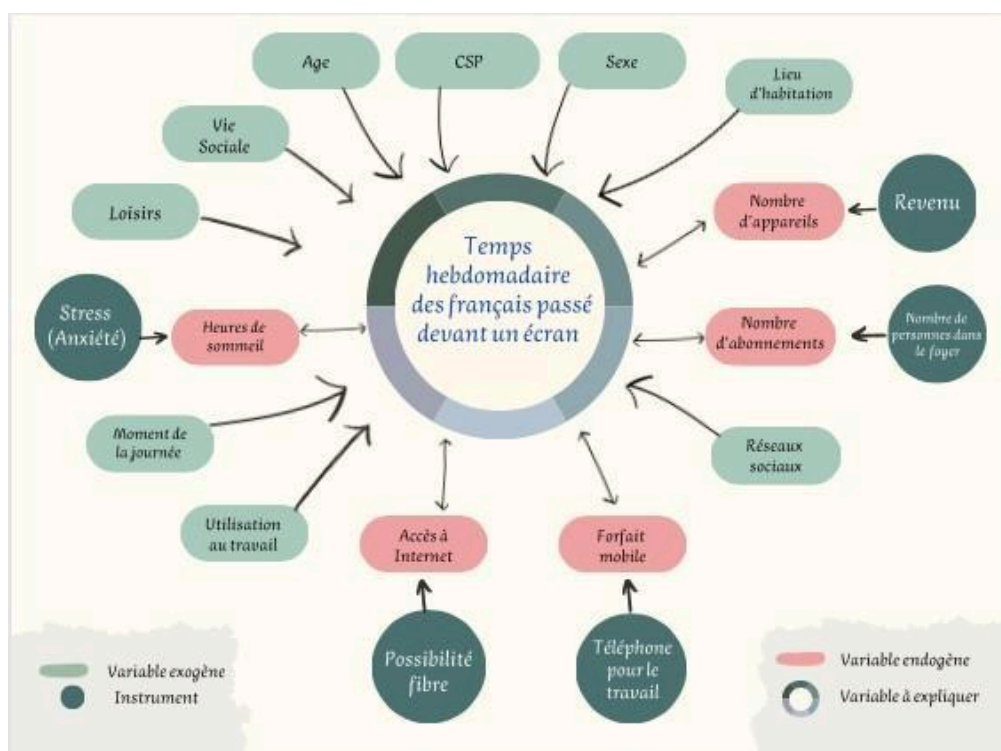 Age
CSP
Sexe
Lieu
d'habitation
Vie
Sociale
Loisirs
Nombre
d'appareils
Revenu
Temps
hebdomadaire
des français passé
devant un écran
Stress
(Anxiété)
Heures de
sommeil
Nombre
d'abonnements
Nombre de
personnes dans
le foyer
Moment de
la journée
Réseaux
sociaux
Utilisation
au travail
Accès à
Internet
Forfait
mobile
Possibilité
fibre
Téléphone
pour le
travail
Variable exogène
Instrument
Variable endogène
Variable à expliquer